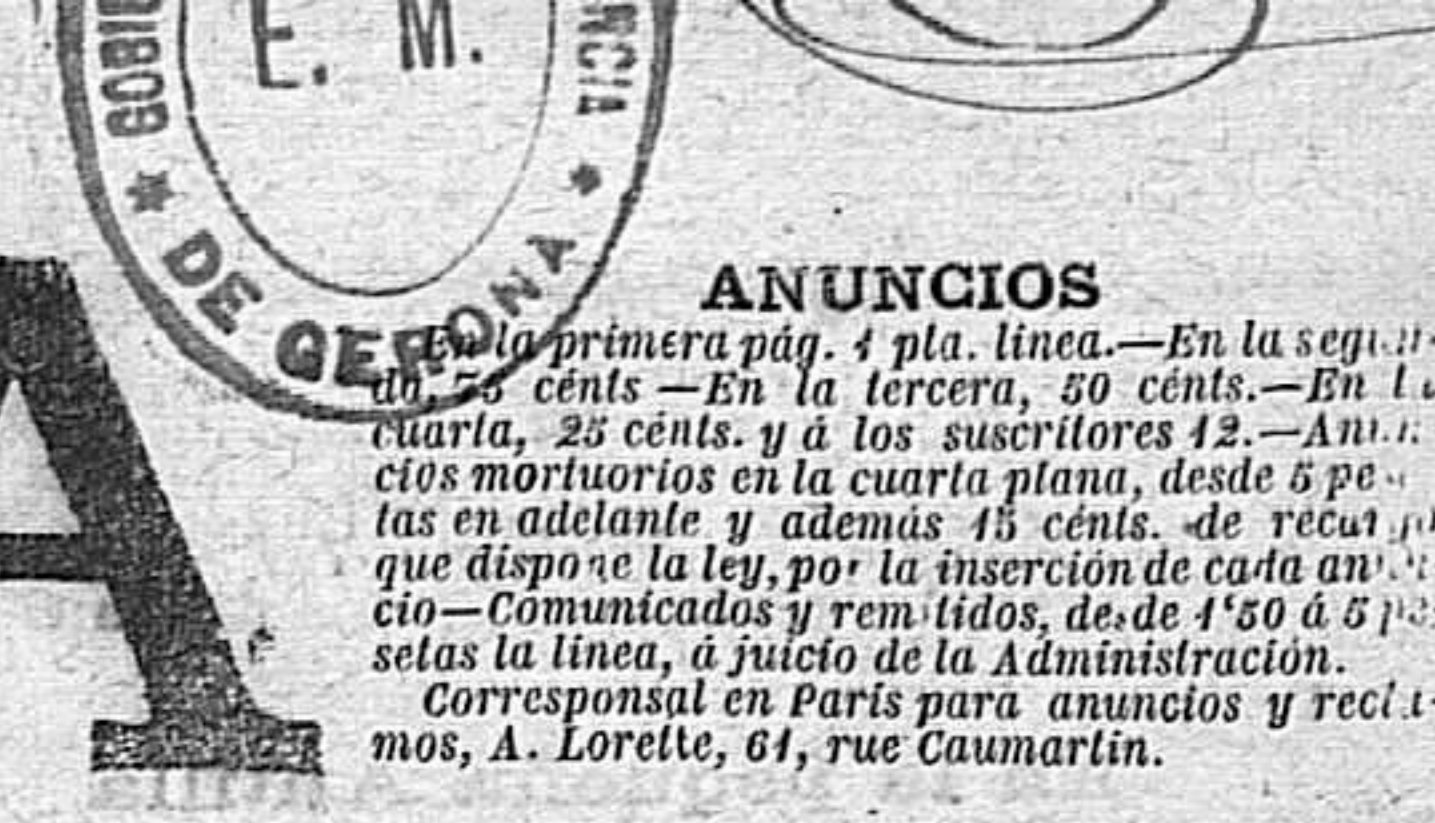 E. M.
DE GERONA
A
ANUNCIOS
En la primera pág. 1 pta. línea.—En la segun-
da, 75 cénts —En la tercera, 50 cénts.—En la
cuarta, 25 cénts. y á los suscritores 12.—Anun-
cios mortuorios en la cuarta plana, desde 5 pe
tas en adelante y además 15 cénts. de
que dispone la ley, por la inserción de cada anun
cio—Comunicados y remitidos, desde 1'50 á 5 pe
setas la línea, á juicio de la Administración.
Corresponsal en París para anuncios y recla-
mos, A. Lorette, 61, rue Caumartin.